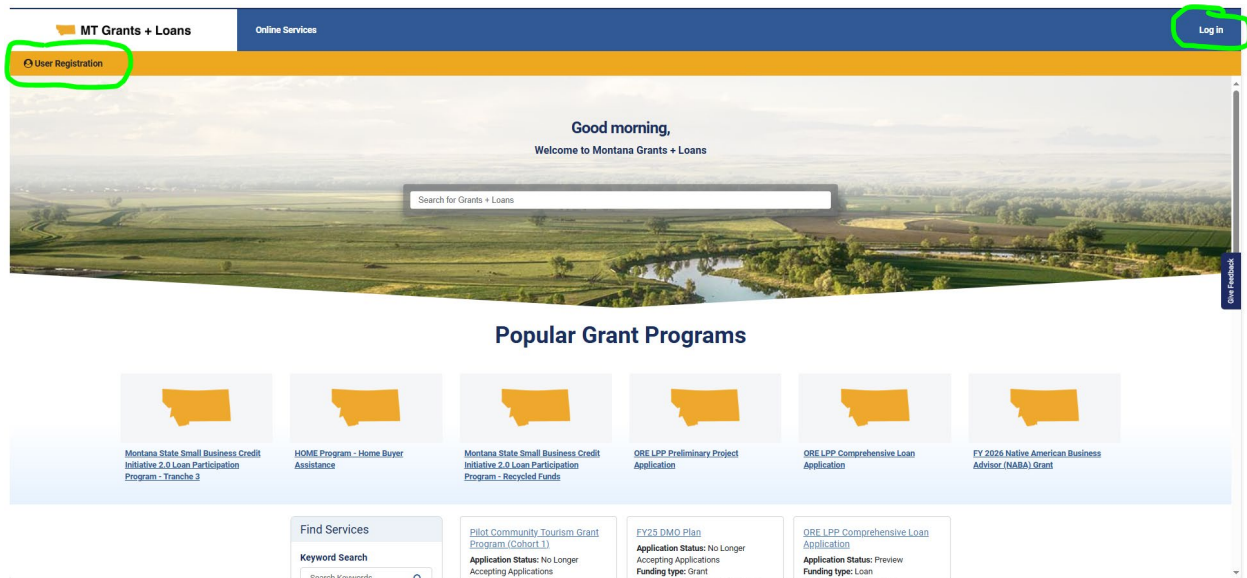 MT Grants + Loans
Online Services
Log in
User Registration
Good morning,
Welcome to Montana Grants + Loans
Search for Grants + Loans
Give Feedback
Popular Grant Programs
Montana State Small Business Credit
Initiative 2.0 Loan Participation
Program - Tranche 3
HOME Program - Home Buyer
Assistance
Montana State Small Business Credit
Initiative 2.0 Loan Participation
Program - Recycled Funds
ORE LPP Preliminary Project
Application
ORE LPP Comprehensive Loan
Application
FY 2026 Native American Business
Advisor (NABA) Grant
Find Services
Keyword Search
Search Keywords
Pilot Community Tourism Grant
Program (Cohort 1)
Application Status: No Longer
Accepting Applications
FY25 DMO Plan
Application Status: No Longer
Accepting Applications
Funding type: Grant
ORE LPP Comprehensive Loan
Application
Application Status: Preview
Funding type: Loan